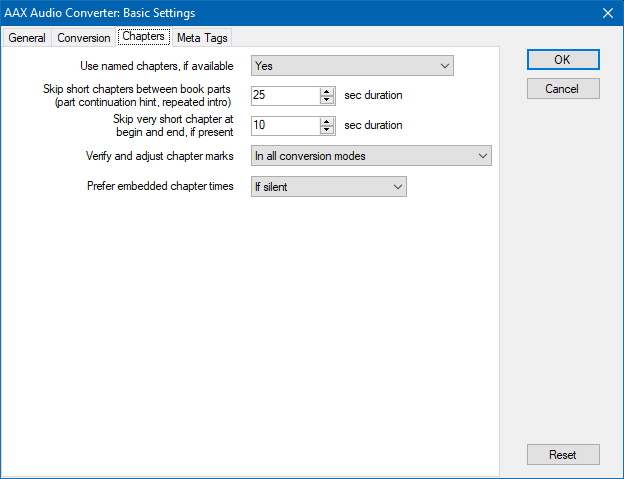 AAX Audio Converter: Basic Settings
General Conversion Chapters Meta Tags
OK
Cancel
Use named chapters, if available Yes
Skip short chapters between book parts
(part continuation hint, repeated intro) 25 sec duration
Skip very short chapter at
begin and end, if present 10 sec duration
Verify and adjust chapter marks In all conversion modes
Prefer embedded chapter times If silent
Reset